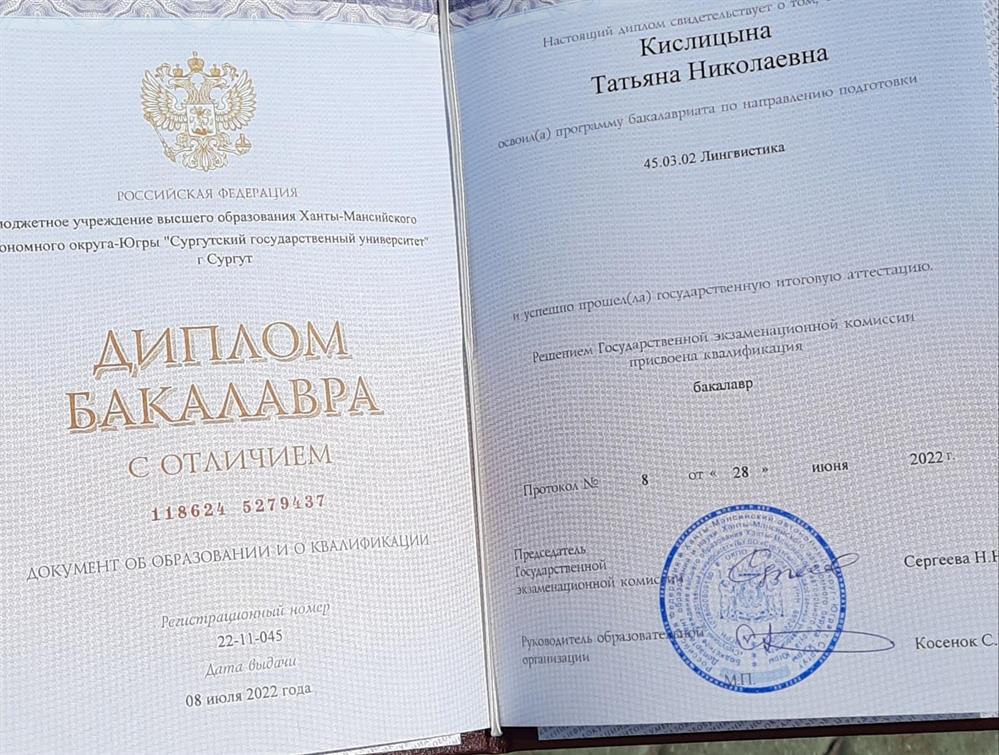 РОССИЙСКАЯ ФЕДЕРАЦИЯ
учреждение высшего образования Ханты-Мансийского
округа-Югры "Сургутский государственный университет"
г Сургут
ДИПЛОМ
БАКАЛАВРА
С ОТЛИЧИЕМ
118624 5279437
ДОКУМЕНТ ОБ ОБРАЗОВАНИИ И О КВАЛИФИКАЦИИ
Регистрационный номер
22-11-045
Дата выдачи
08 июля 2022 года
Настоящий диплом свидетельствует о том,
Кислицына
Татьяна Николаевна
освоил(а) программу бакалавриата по направлению подготовки
45.03.02 Лингвистика
и успешно прошел(ла) государственную итоговую аттестацию.
Решением Государственной экзаменационной комиссии
присвоена квалификация
бакалавр
Протокол № 8 от « 28 » июня 2022 г.
Председатель
Государственной
экзаменационной комиссии
Сергеева Н.Н
Руководитель образовательной
организации
Косенок С.
М.П.